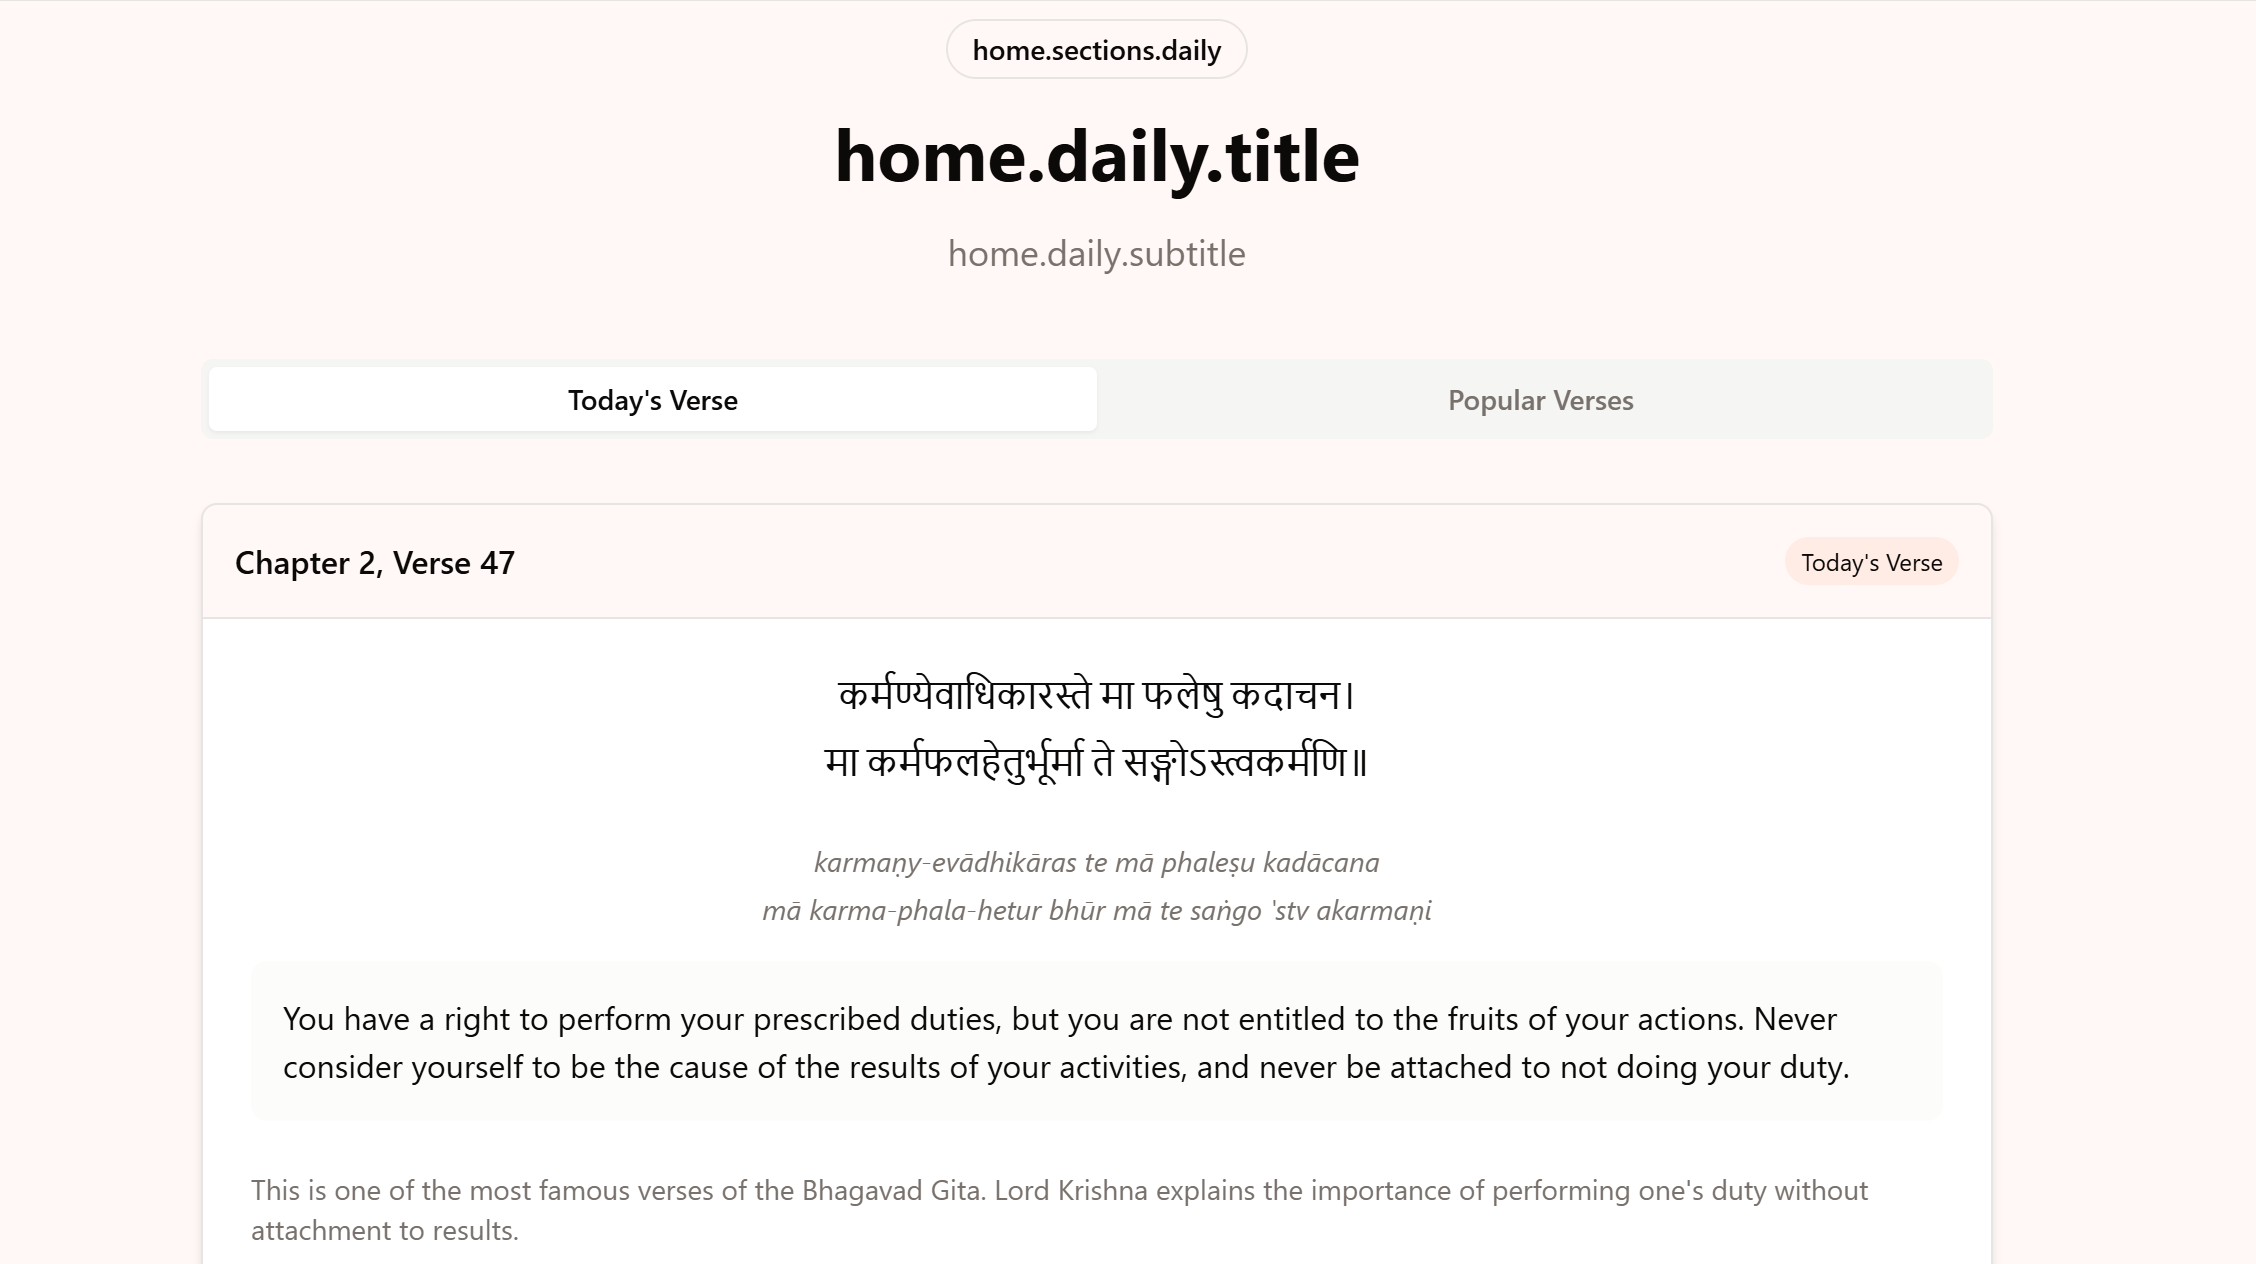 home.sections.daily
home.daily.title
home.daily.subtitle
Today's Verse
Popular Verses
Chapter 2, Verse 47
Today's Verse
कर्मण्येवाधिकारस्ते मा फलेषु कदाचन।
मा कर्मफलहेतुर्भूर्मा ते सङ्गोऽस्त्वकर्मणि॥
karmaṇy-evādhikāras te mā phaleṣu kadācana
mā karma-phala-hetur bhūr mā te saṅgo 'stv akarmaṇi
You have a right to perform your prescribed duties, but you are not entitled to the fruits of your actions. Never
consider yourself to be the cause of the results of your activities, and never be attached to not doing your duty.
This is one of the most famous verses of the Bhagavad Gita. Lord Krishna explains the importance of performing one's duty without
attachment to results.